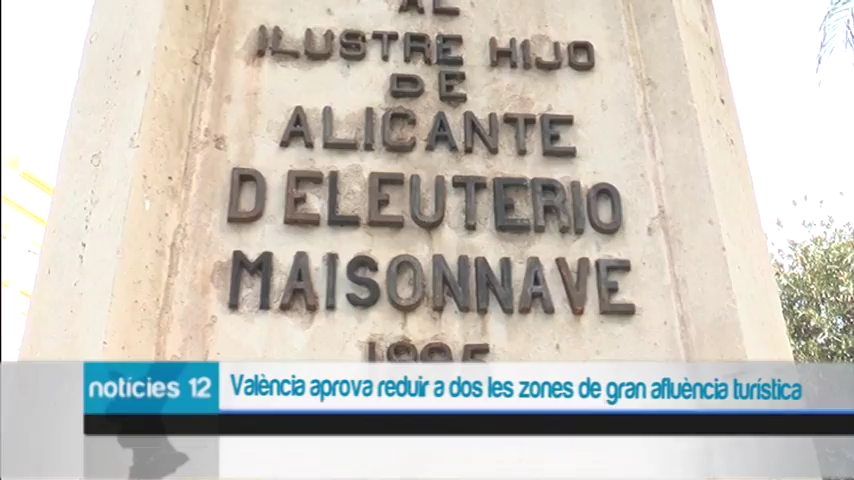 AL
ILUSTRE HIJO
DE
ALICANTE
D ELEUTERIO
MAISONNAVE
1895
notícies 12
València aprova reduir a dos les zones de gran afluència turística